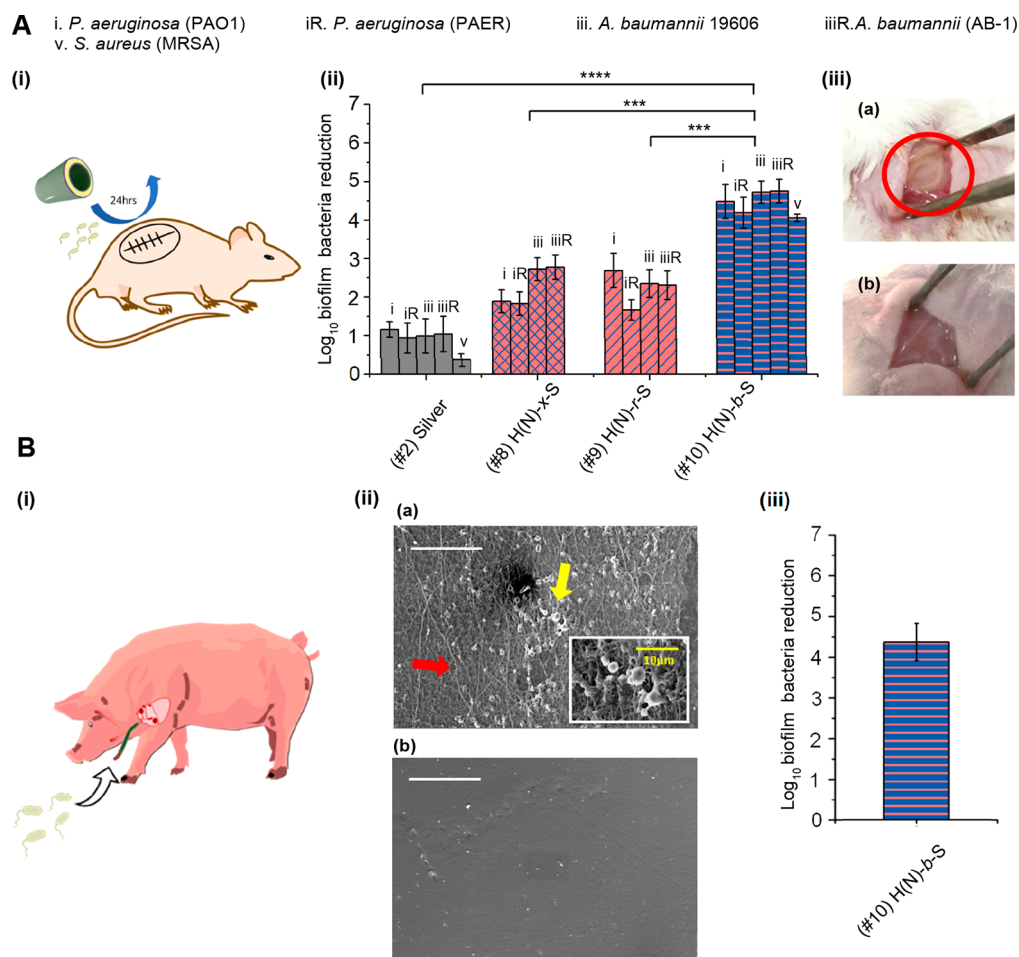 A
i. P. aeruginosa (PAO1) iR. P. aeruginosa (PAER) iii. A. baumannii 19606 iiiR.A. baumannii (AB-1)
v. S. aureus (MRSA)
(i)
24hrs
(ii)
****
***
***
Log10 biofilm bacteria reduction
7
6
5
4
3
2
1
0
i iR iii iiiR v
i iR iii iiiR
i iR iii iiiR
i iR iii iiiR v
(#2) Silver
(#8) H(N)-x-S
(#9) H(N)-r-S
(#10) H(N)-b-S
(iii)
(a)
(b)
B
(i)
(ii)
(a)
10µm
(b)
(iii)
Log10 biofilm bacteria reduction
7
6
5
4
3
2
1
0
(#10) H(N)-b-S